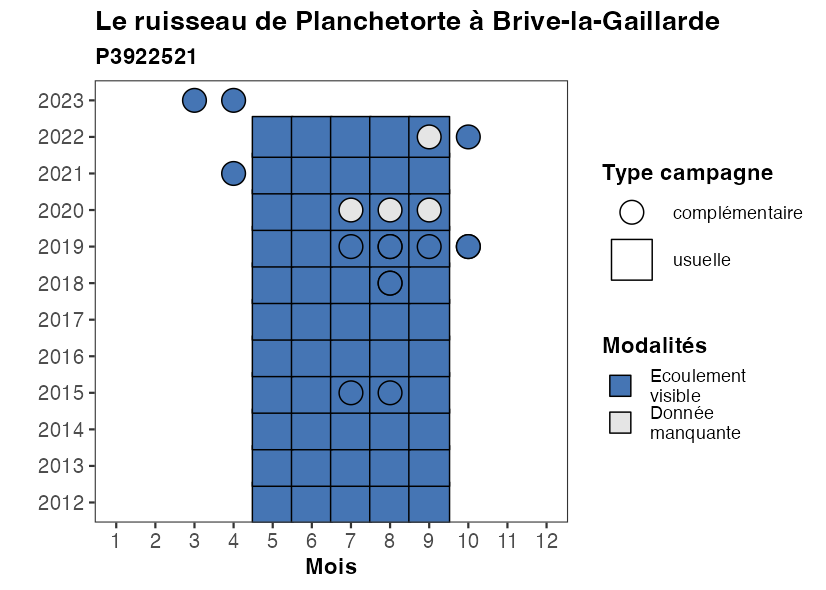 Le ruisseau de Planchetorte à Brive-la-Gaillarde
P3922521
2023
2022
2021
2020
2019
2018
2017
2016
2015
2014
2013
2012
1 2 3 4 5 6 7 8 9 10 11 12
Mois
Type campagne
complémentaire
usuelle
Modalités
Ecoulement
visible
Donnée
manquante